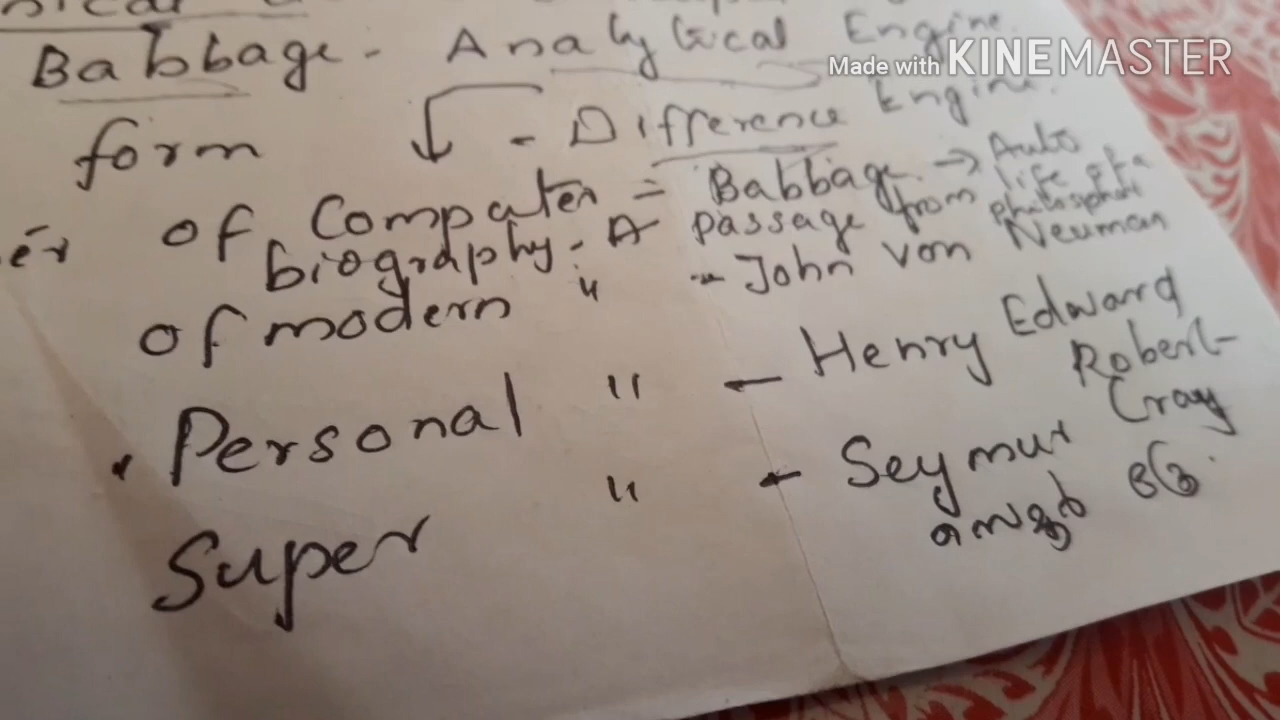 Babbage - Analytical Engine
Made with KINEMASTER
form - Difference Engine.
er of Computer = Babbage. → Auto
biography - A passage from life of a
philosopher
of modern " - John Von Neuman
Personal " - Henry Edward
Robert
Super " - Seymur Cray